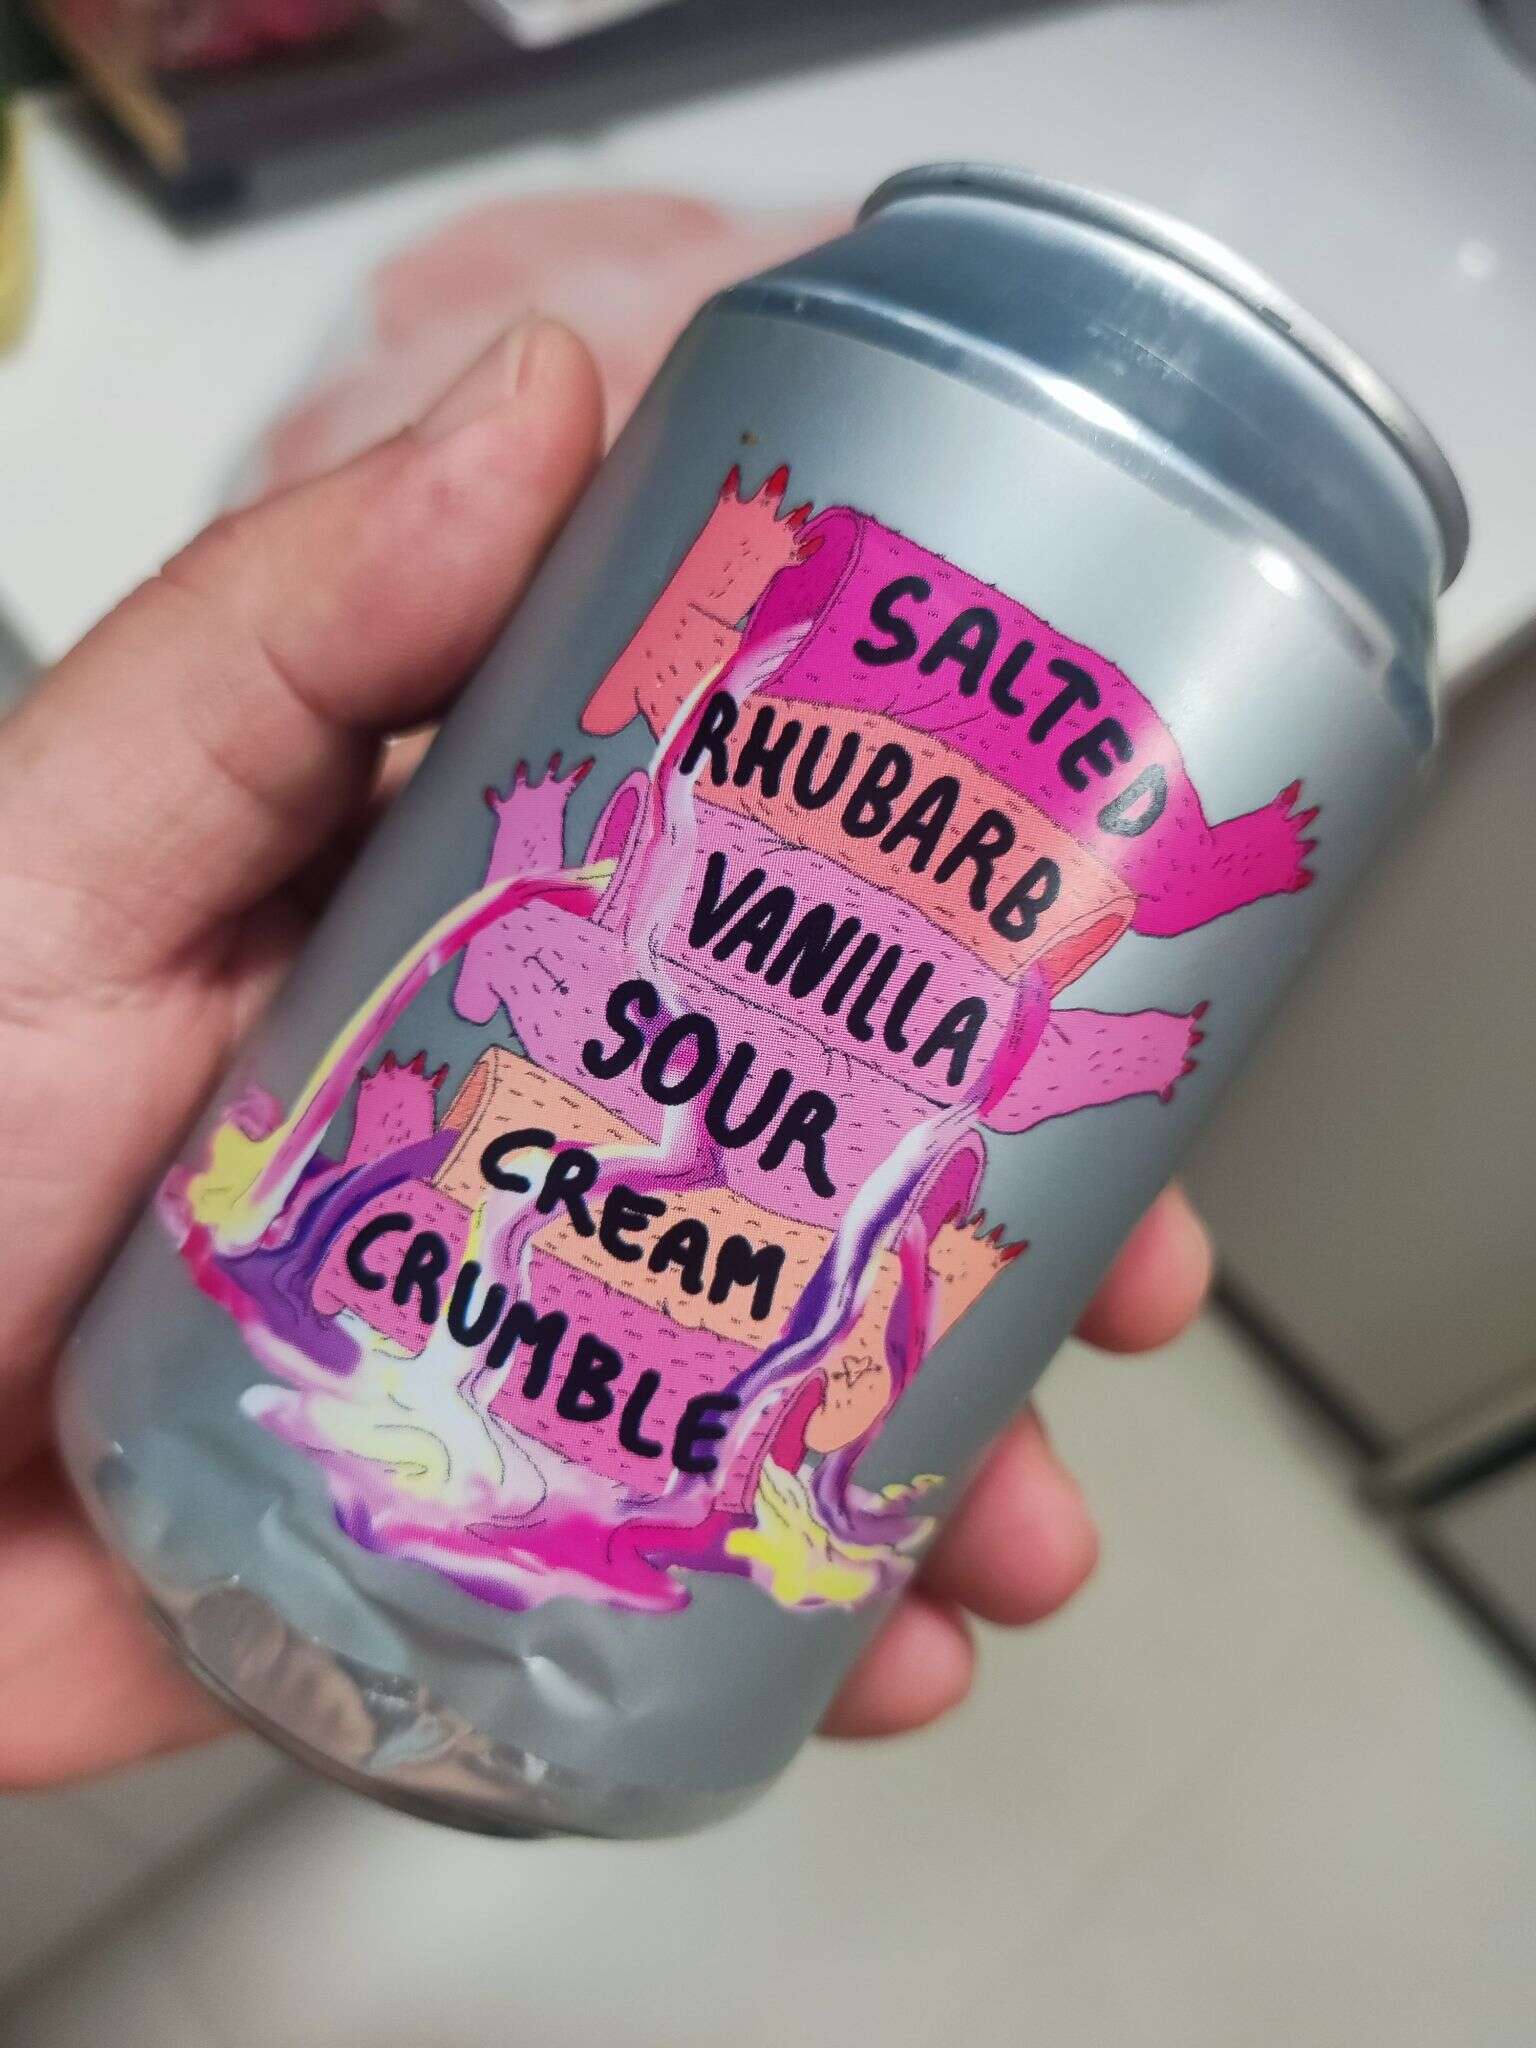 SALTED
RHUBARB
VANILLA
SOUR
CREAM
CRUMBLE